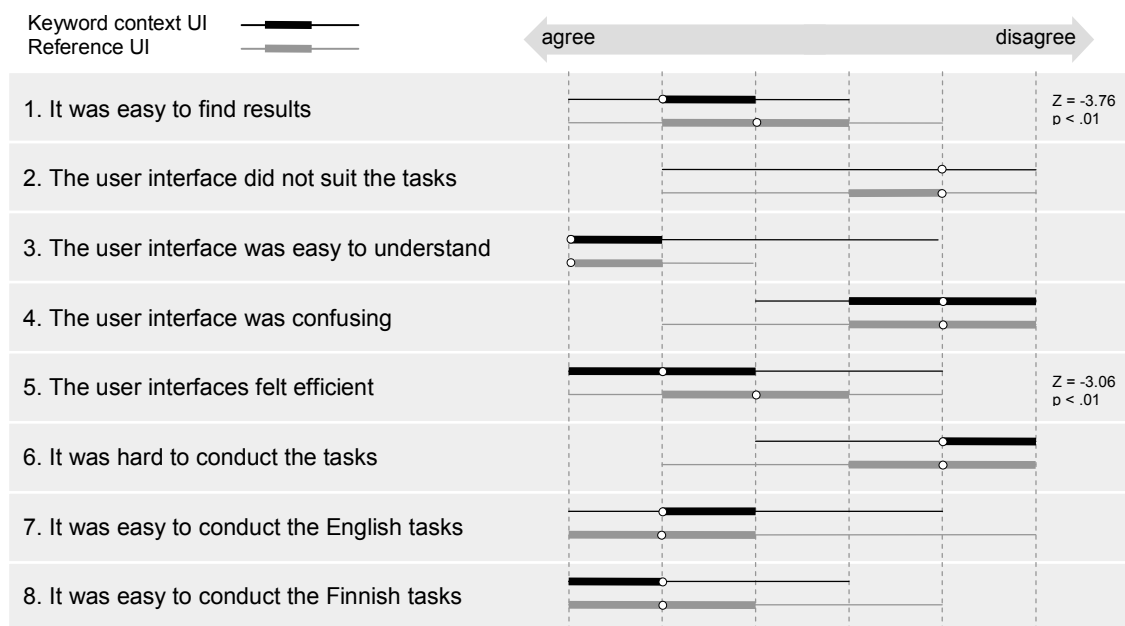 Keyword context UI
Reference UI
agree
disagree
1. It was easy to find results
Z = -3.76
p < .01
2. The user interface did not suit the tasks
3. The user interface was easy to understand
4. The user interface was confusing
5. The user interfaces felt efficient
Z = -3.06
p < .01
6. It was hard to conduct the tasks
7. It was easy to conduct the English tasks
8. It was easy to conduct the Finnish tasks